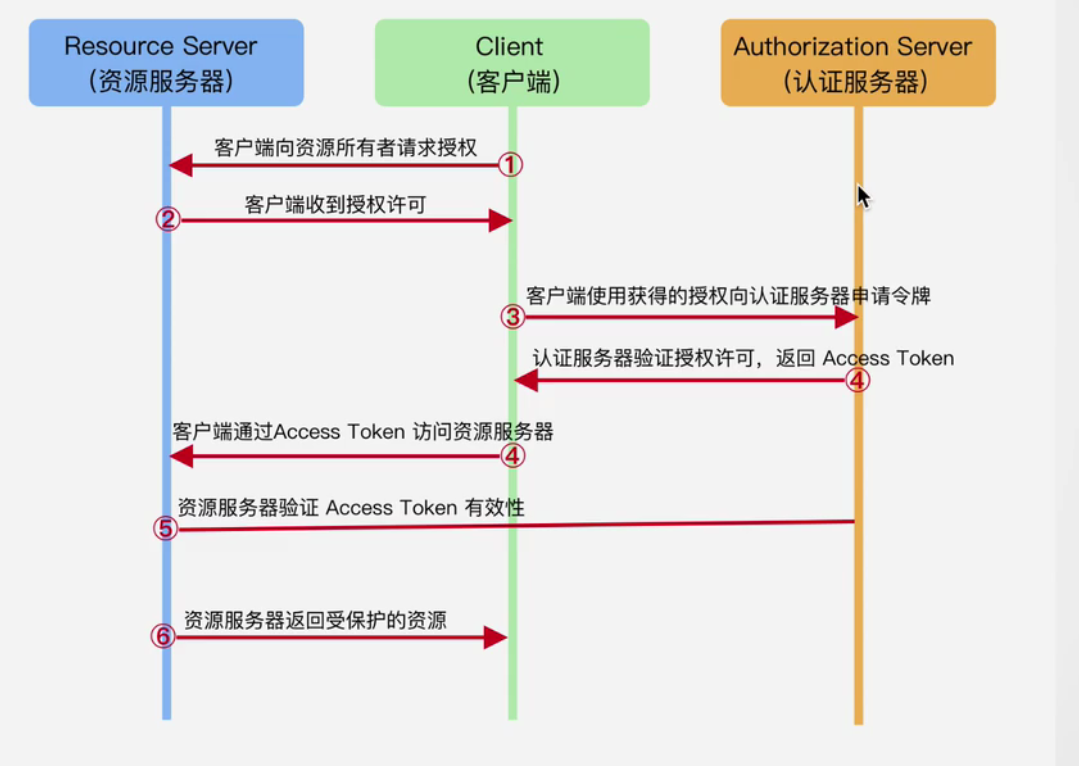 Resource Server
（资源服务器）
Client
（客户端）
Authorization Server
（认证服务器）
客户端向资源所有者请求授权
①
客户端收到授权许可
②
客户端使用获得的授权向认证服务器申请令牌
③
认证服务器验证授权许可，返回 Access Token
④
客户端通过Access Token 访问资源服务器
④
资源服务器验证 Access Token 有效性
⑤
资源服务器返回受保护的资源
⑥